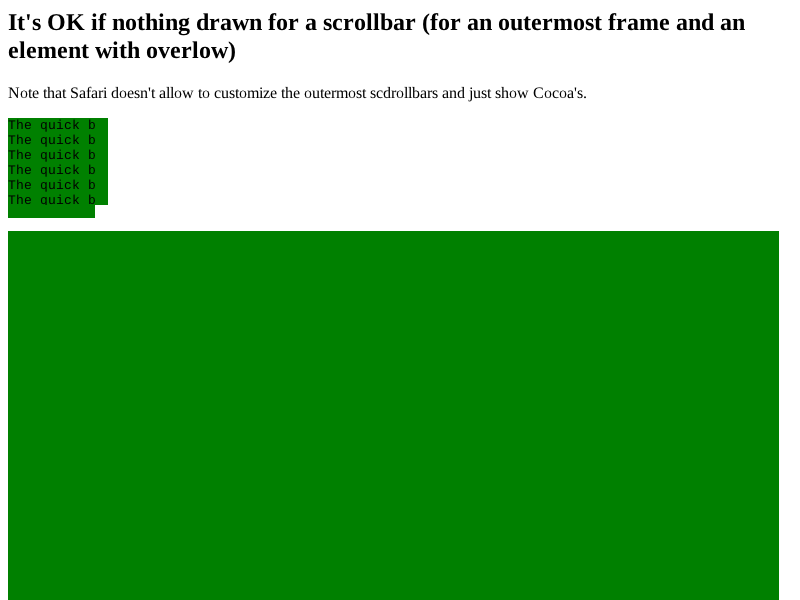 It's OK if nothing drawn for a scrollbar (for an outermost frame and an
element with overlow)
Note that Safari doesn't allow to customize the outermost scdrollbars and just show Cocoa's.
The quick b
The quick b
The quick b
The quick b
The quick b
The quick b